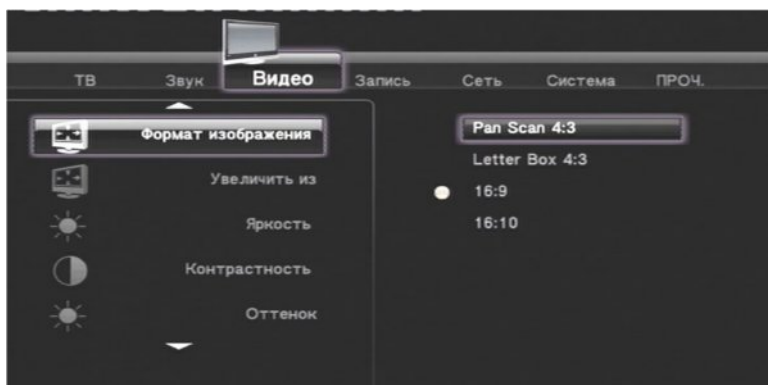 ТВ Звук Видео Запись Сеть Система ПРОЧ.
Формат изображения
Увеличить из
Яркость
Контрастность
Оттенок
Pan Scan 4:3
Letter Box 4:3
16:9
16:10